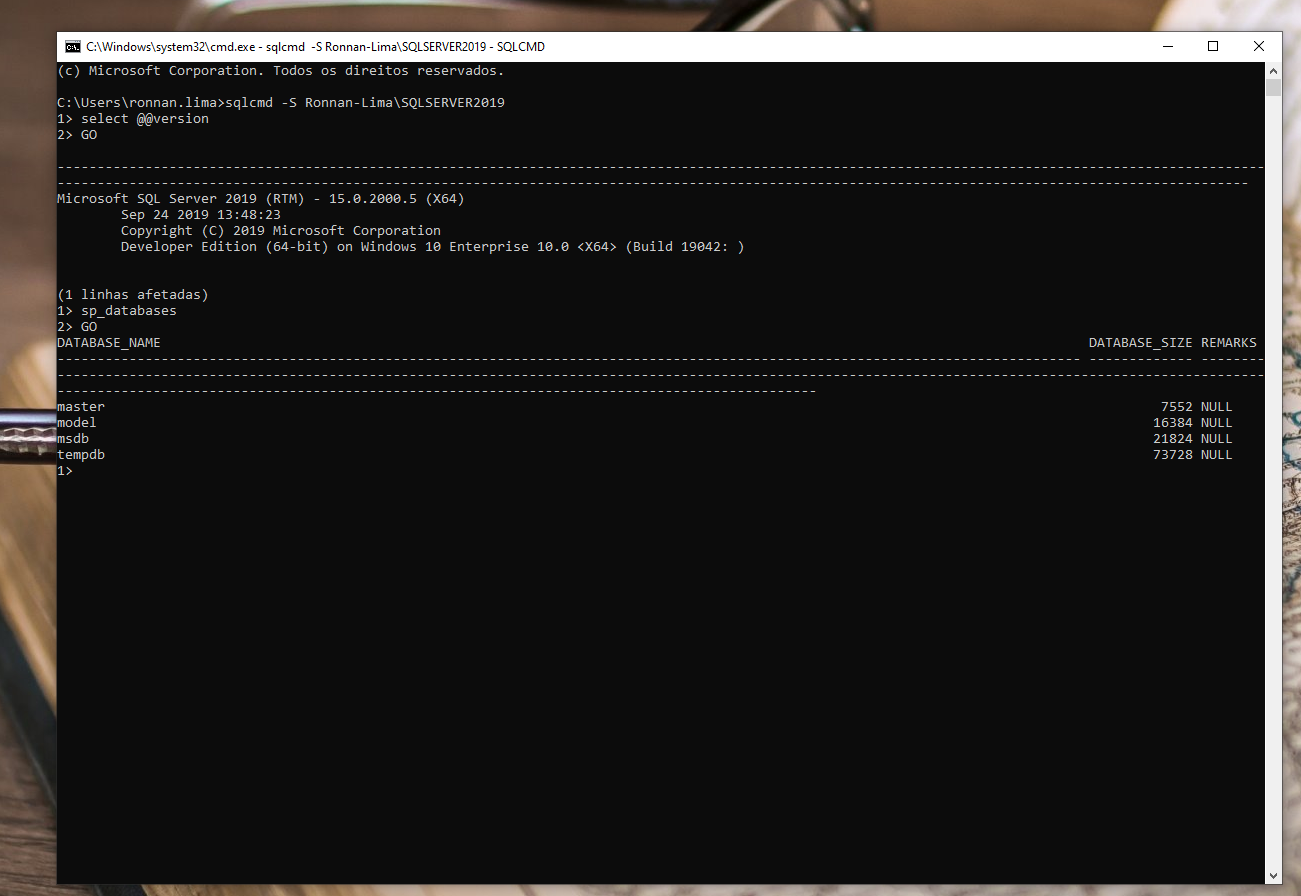 C:\Windows\system32\cmd.exe - sqlcmd  -S Ronnan-Lima\SQLSERVER2019 - SQLCMD
(c) Microsoft Corporation. Todos os direitos reservados.
C:\Users\ronnan.lima>sqlcmd -S Ronnan-Lima\SQLSERVER2019
1> select @@version
2> GO
-------------------------------------------------------------------------------------------------------------------------------------------------------
-----------------------------------------------------------------------------------------------------------------------------------------------------
Microsoft SQL Server 2019 (RTM) - 15.0.2000.5 (X64)
        Sep 24 2019 13:48:23
        Copyright (C) 2019 Microsoft Corporation
        Developer Edition (64-bit) on Windows 10 Enterprise 10.0 <X64> (Build 19042: )
(1 linhas afetadas)
1> sp_databases
2> GO
DATABASE_NAME                                                                                                                    DATABASE_SIZE REMARKS
-------------------------------------------------------------------------------------------------------------------------------- ------------- --------
-------------------------------------------------------------------------------------------------------------------------------------------------------
-----------------------------------------------------------------------------------------------
master                                                                                                                                    7552 NULL
model                                                                                                                                    16384 NULL
msdb                                                                                                                                     21824 NULL
tempdb                                                                                                                                   73728 NULL
1>